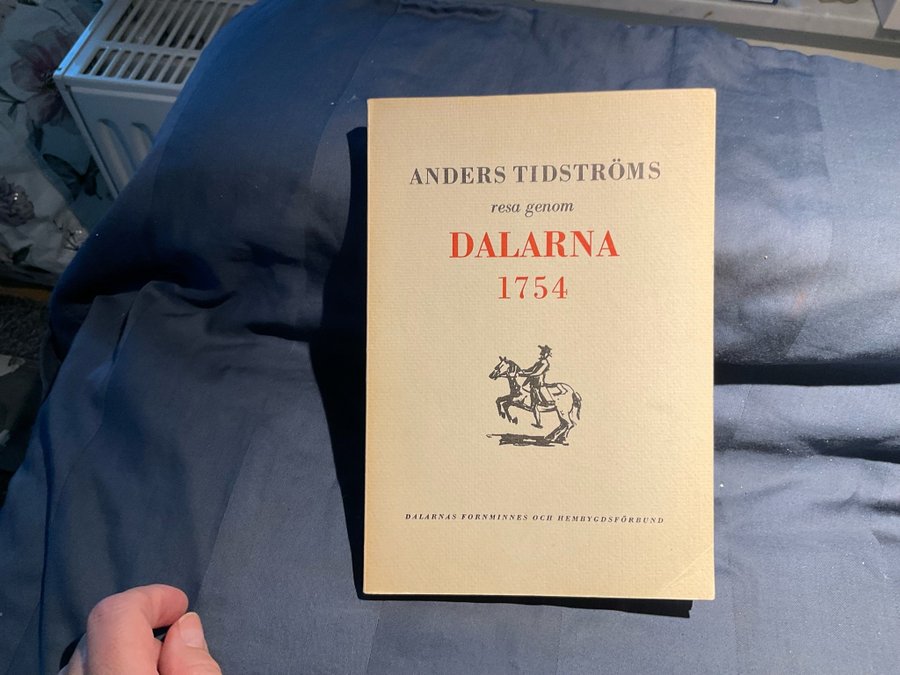 ANDERS TIDSTRÖMS
resa genom
DALARNA
1754
DALARNAS FORNMINNES OCH HEMBYGDSFÖRBUND